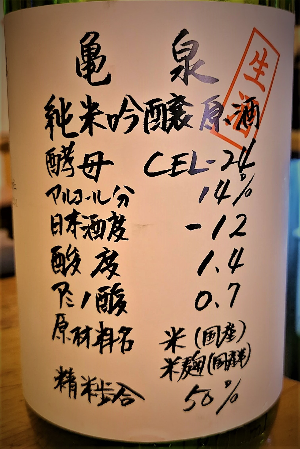 亀泉
生酒
純米吟醸原酒
酵母 CEL-24
アルコール分 14%
日本酒度 -12
酸度 1.4
アミノ酸 0.7
原材料名 米(国産)
米麹(国産米)
精米歩合 50%